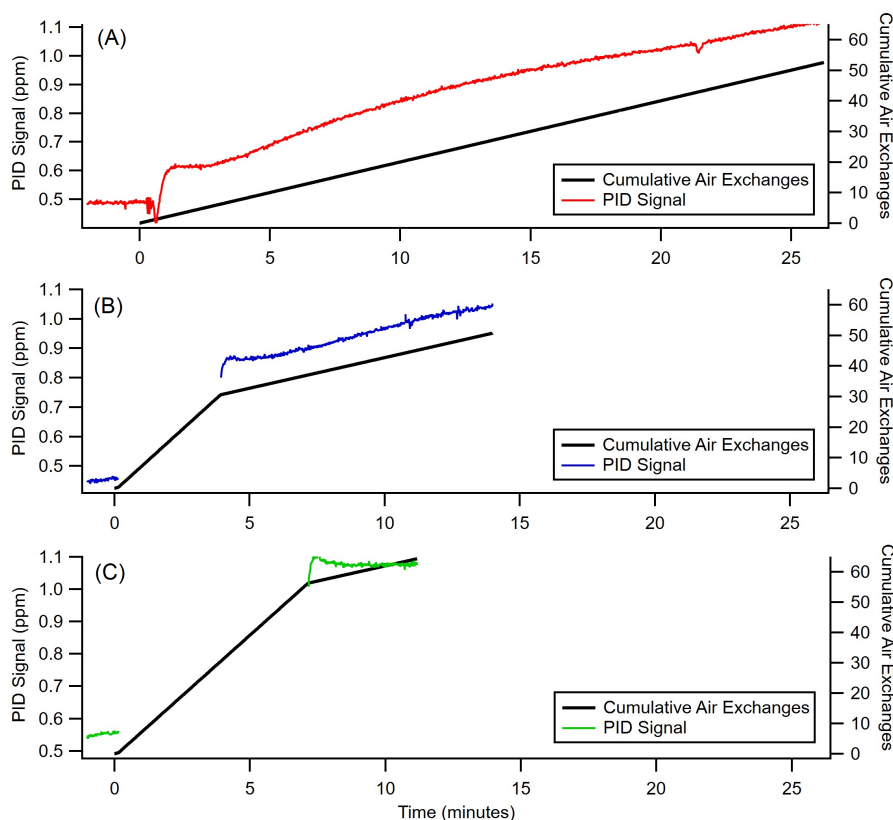 (A)
PID Signal (ppm)
1.1
1.0
0.9
0.8
0.7
0.6
0.5
60
50
40
30
20
10
0
Cumulative Air Exchanges
Cumulative Air Exchanges
PID Signal
0 5 10 15 20 25
(B)
PID Signal (ppm)
1.1
1.0
0.9
0.8
0.7
0.6
0.5
60
50
40
30
20
10
0
Cumulative Air Exchanges
Cumulative Air Exchanges
PID Signal
0 5 10 15 20 25
(C)
PID Signal (ppm)
1.1
1.0
0.9
0.8
0.7
0.6
0.5
60
50
40
30
20
10
0
Cumulative Air Exchanges
Cumulative Air Exchanges
PID Signal
0 5 10 15 20 25
Time (minutes)